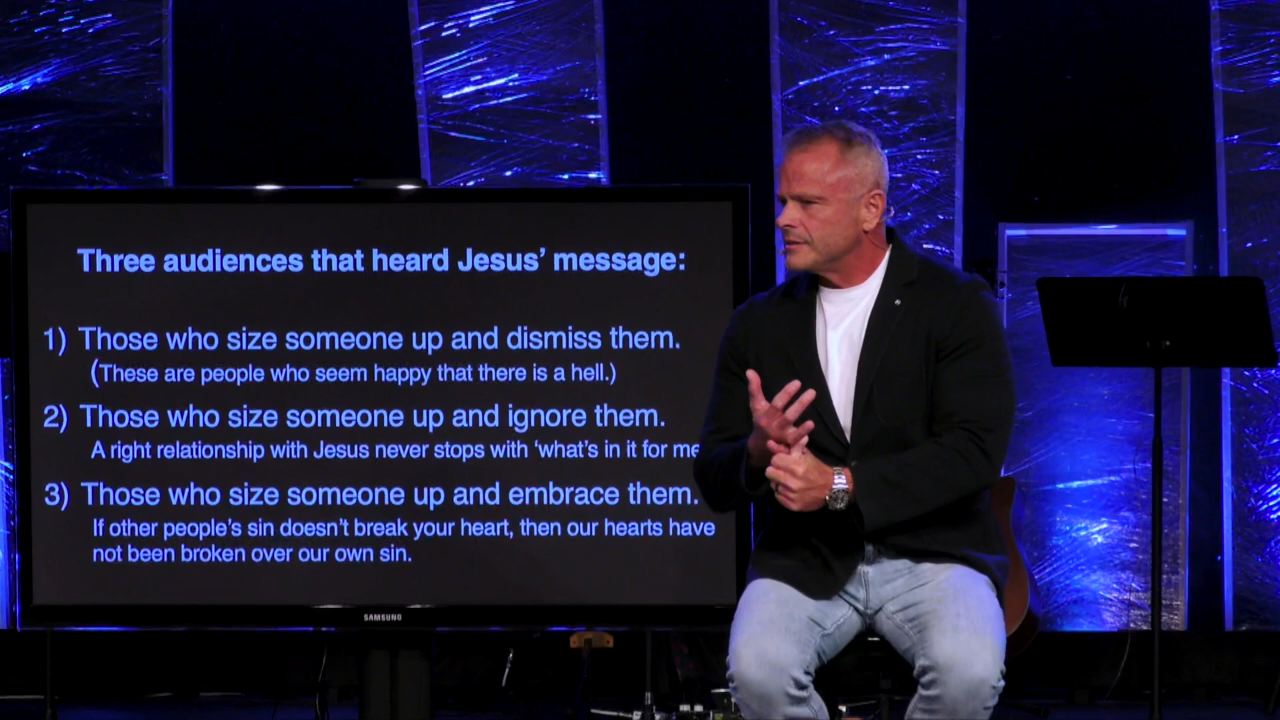 Three audiences that heard Jesus’ message:
1) Those who size someone up and dismiss them.
(These are people who seem happy that there is a hell.)
2) Those who size someone up and ignore them.
A right relationship with Jesus never stops with ‘what’s in it for me
3) Those who size someone up and embrace them.
If other people’s sin doesn’t break your heart, then our hearts have
not been broken over our own sin.
SAMSUNG